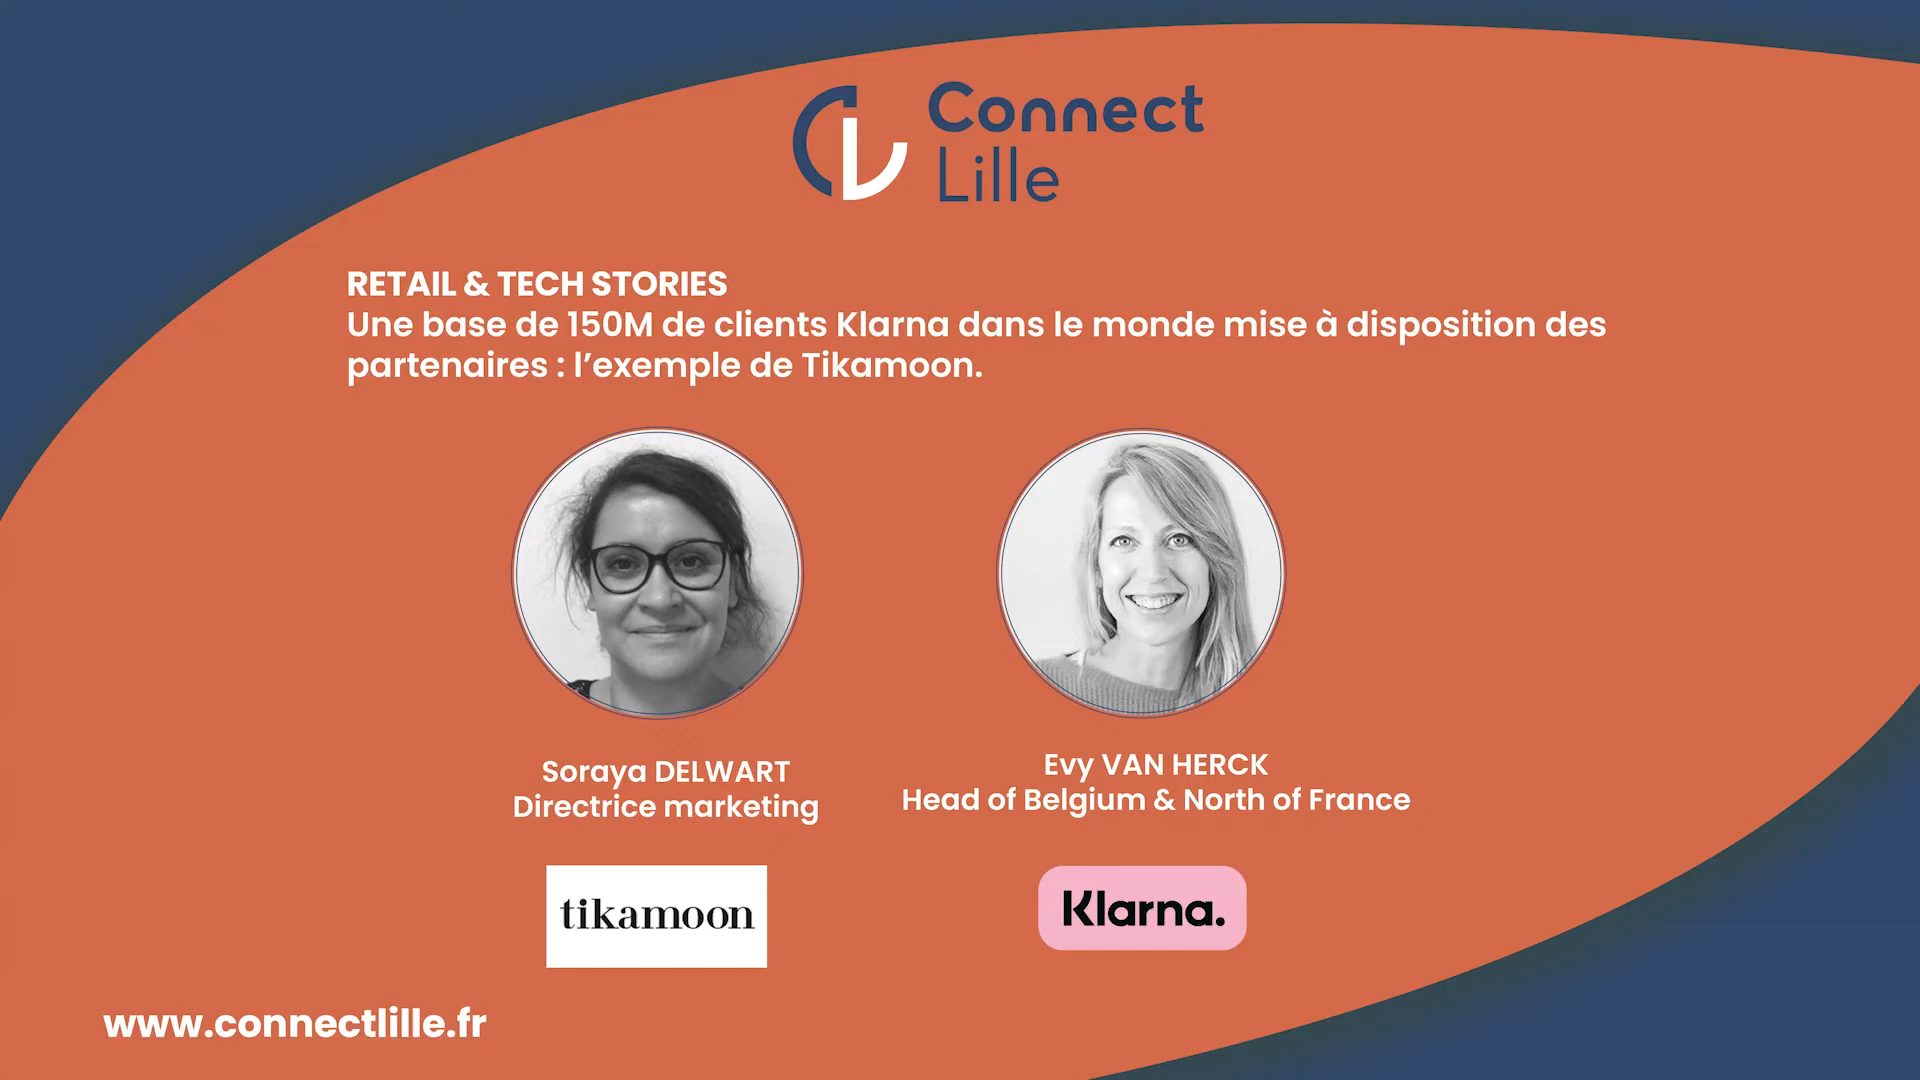 Connect
Lille
RETAIL & TECH STORIES
Une base de 150M de clients Klarna dans le monde mise à disposition des
partenaires : l’exemple de Tikamoon.
Soraya DELWART
Directrice marketing
Evy VAN HERCK
Head of Belgium & North of France
tikamoon
Klarna.
www.connectlille.fr